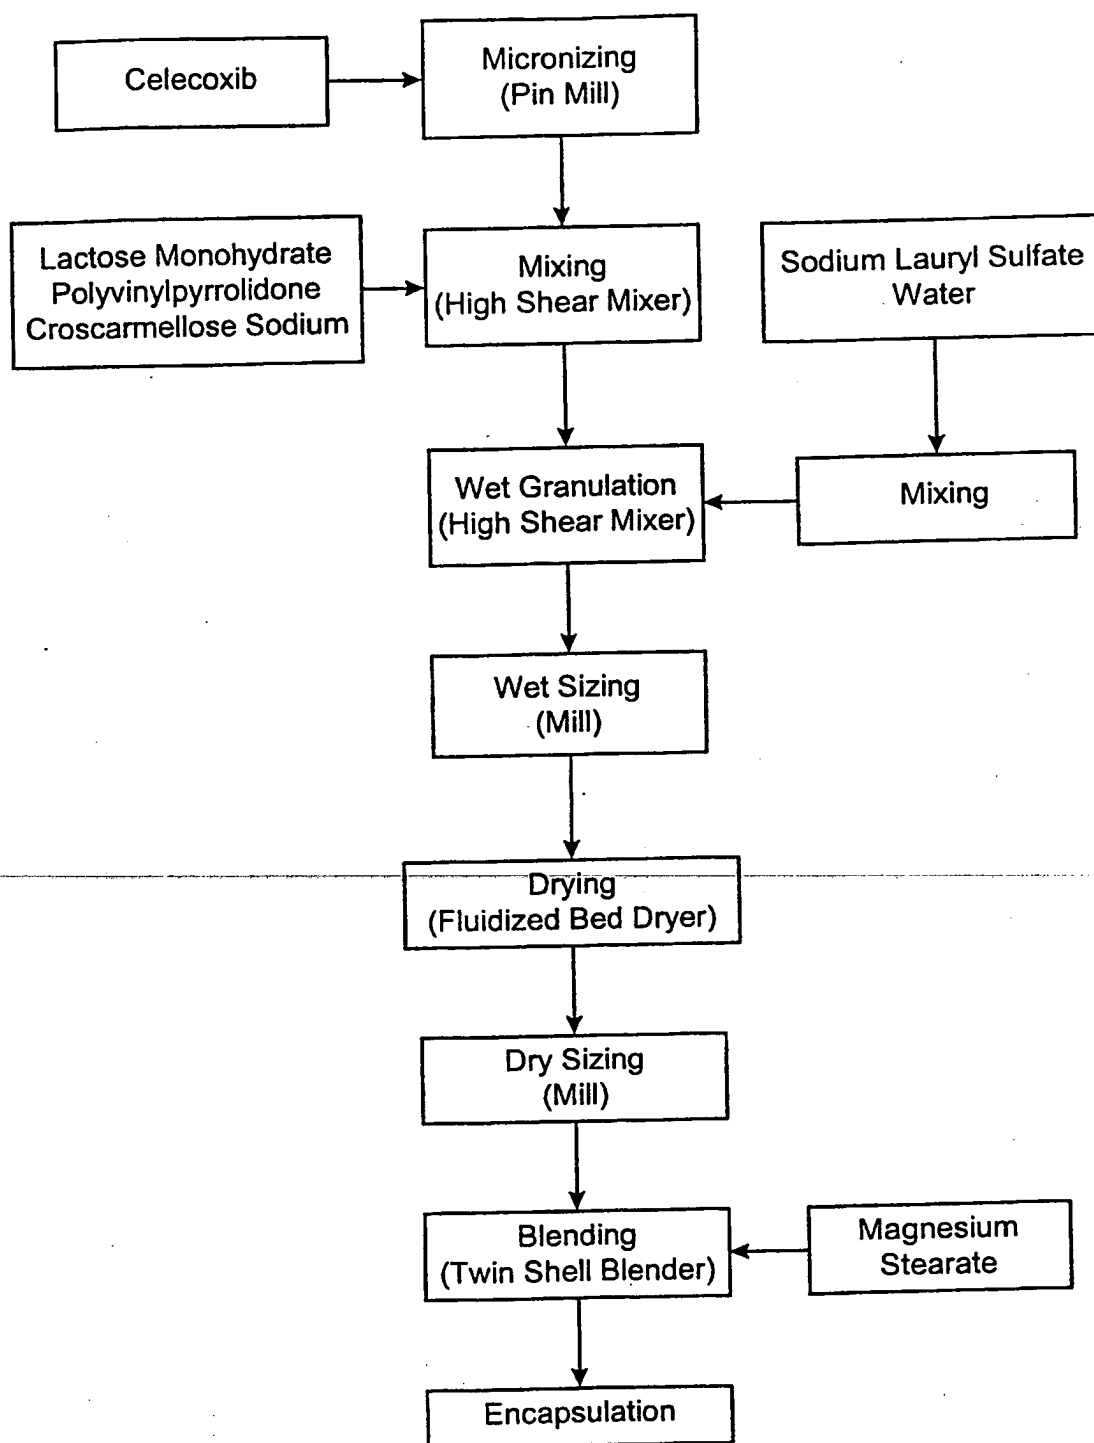 Celecoxib
Micronizing
(Pin Mill)
Lactose Monohydrate
Polyvinylpyrrolidone
Croscarmellose Sodium
Mixing
(High Shear Mixer)
Sodium Lauryl Sulfate
Water
Wet Granulation
(High Shear Mixer)
Mixing
Wet Sizing
(Mill)
Drying
(Fluidized Bed Dryer)
Dry Sizing
(Mill)
Blending
(Twin Shell Blender)
Magnesium
Stearate
Encapsulation